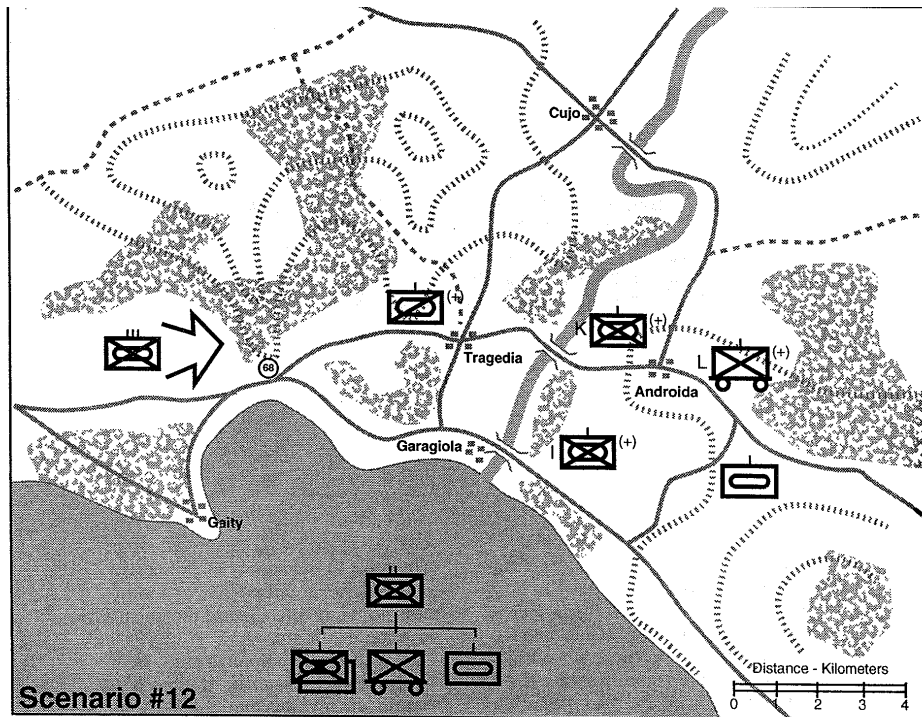 Cujo
(+)
K
(+)
L
(+)
68
Tragedia
Androida
Garagiola
I
(+)
Gaity
Distance - Kilometers
0 1 2 3 4
Scenario #12